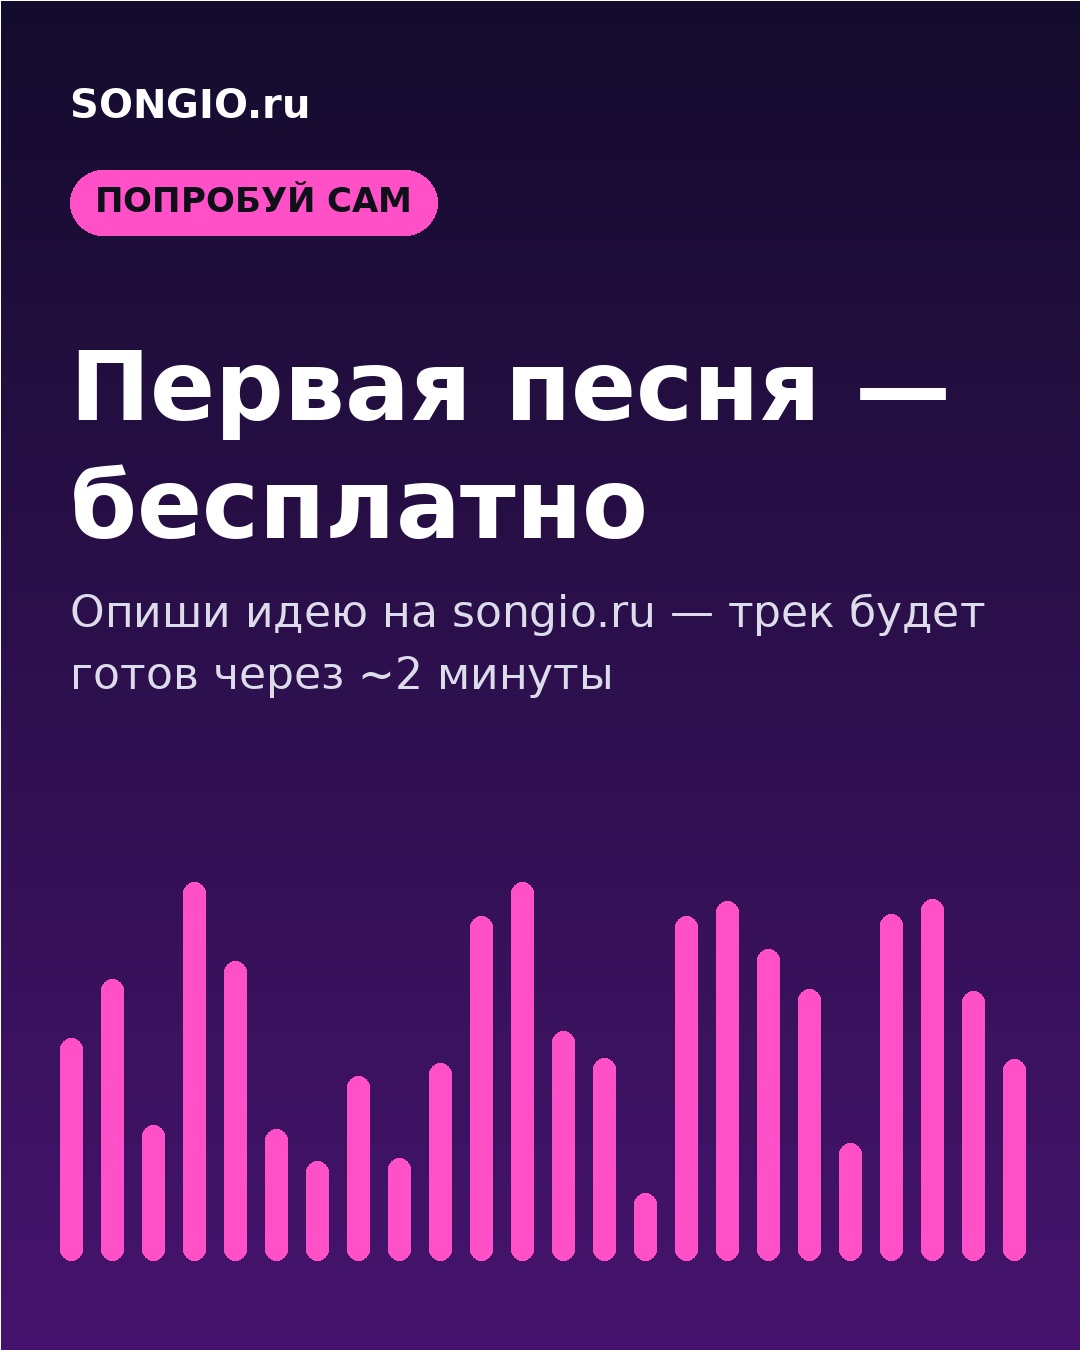 SONGIO.ru
ПОПРОБУЙ САМ
Первая песня —
бесплатно
Опиши идею на songio.ru — трек будет
готов через ~2 минуты